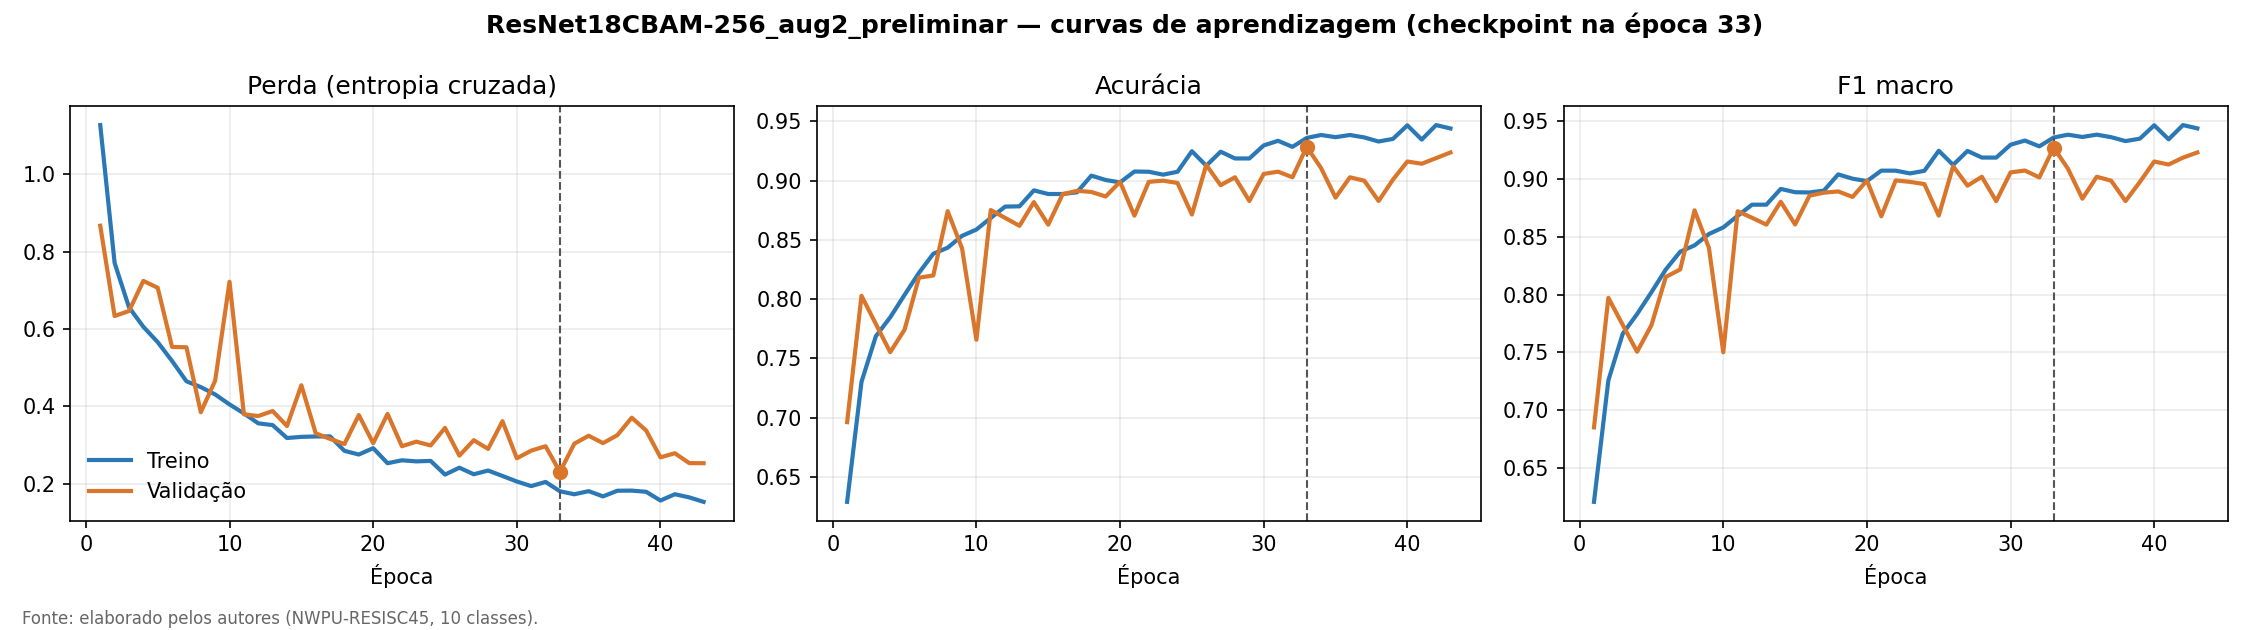 ResNet18CBAM-256_aug2_preliminar — curvas de aprendizagem (checkpoint na época 33)
Perda (entropia cruzada)
1.0
0.8
0.6
0.4
0.2
Treino
Validação
0 10 20 30 40
Época
Acurácia
0.95
0.90
0.85
0.80
0.75
0.70
0.65
0 10 20 30 40
Época
F1 macro
0.95
0.90
0.85
0.80
0.75
0.70
0.65
0 10 20 30 40
Época
Fonte: elaborado pelos autores (NWPU-RESISC45, 10 classes).